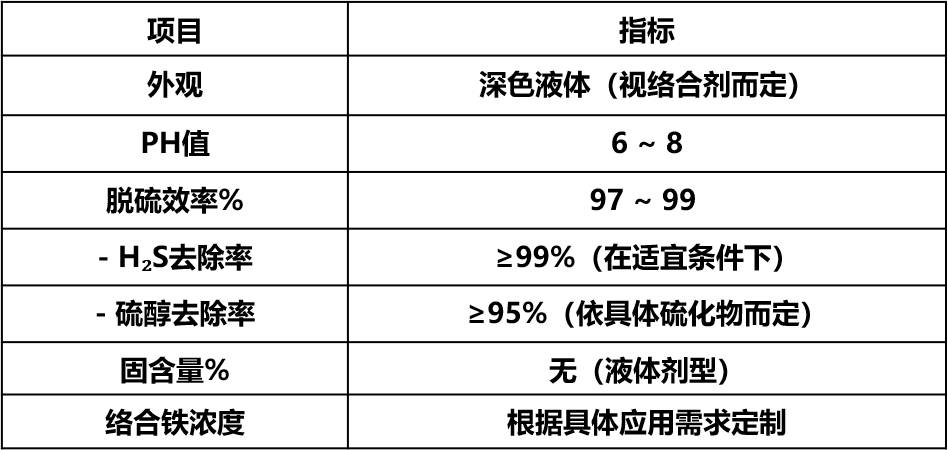 项目 指标
外观 深色液体（视络合剂而定）
PH值 6 ~ 8
脱硫效率% 97 ~ 99
- H₂S去除率 ≥99%（在适宜条件下）
- 硫醇去除率 ≥95%（依具体硫化物而定）
固含量% 无（液体剂型）
络合铁浓度 根据具体应用需求定制